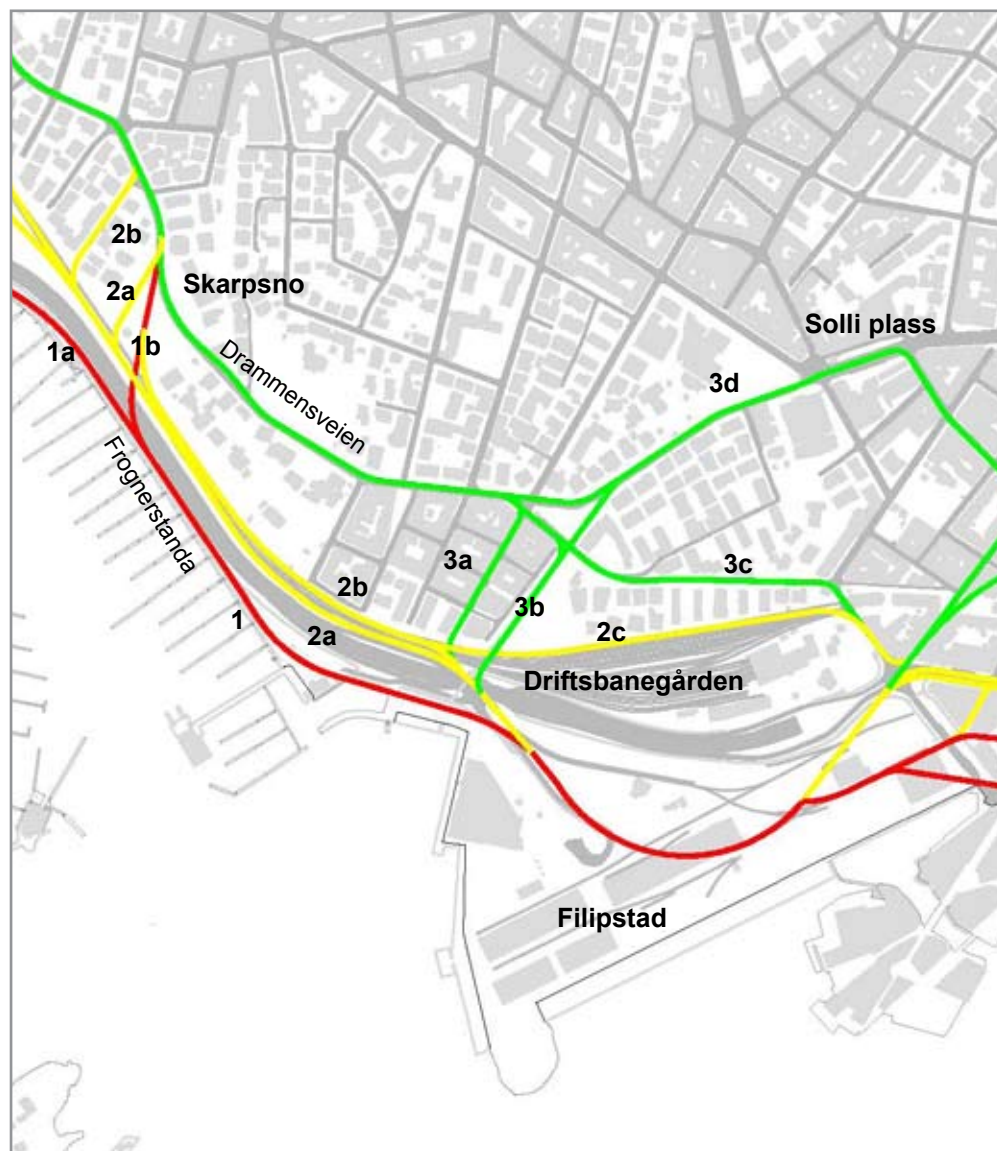 2b
2a
Skarpsno
Solli plass
1a
1b
3d
Drammensveien
Frognerstanda
3a
3c
2b
3b
1
2a
2c
Driftsbanegården
Filipstad